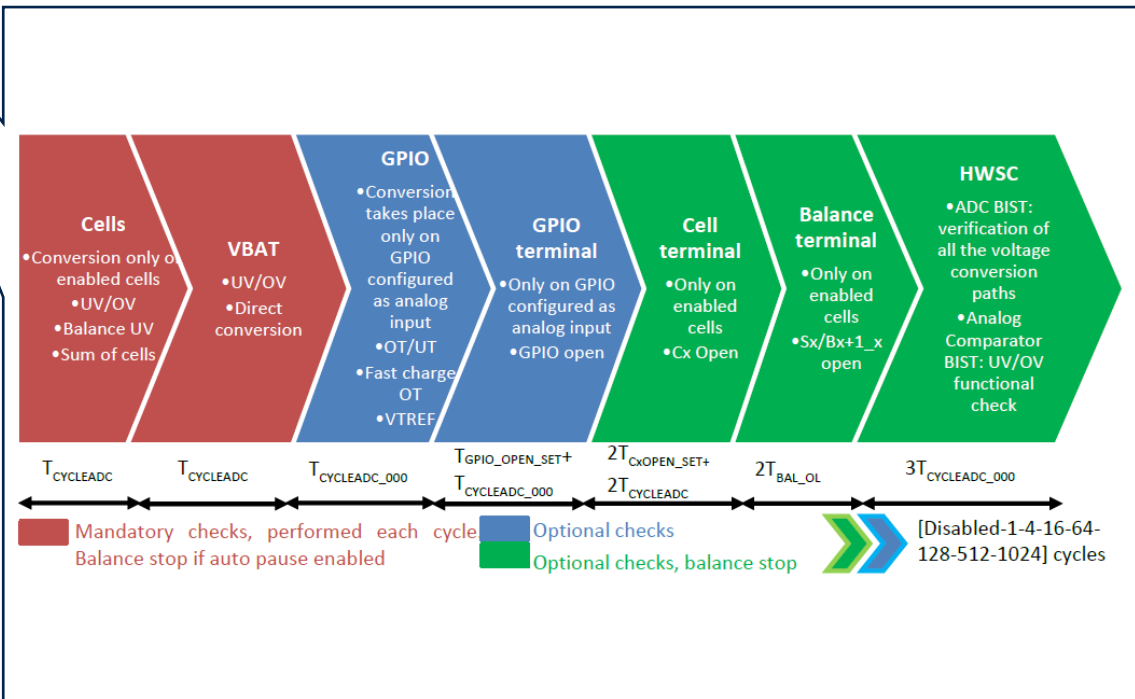 Cells
•Conversion only o
enabled cells
•UV/OV
•Balance UV
•Sum of cells
VBAT
•UV/OV
•Direct
conversion
GPIO
•Conversion
takes place
only on
GPIO
configured
as analog
input
•OT/UT
•Fast charge
OT
•VTREF
GPIO
terminal
•Only on GPIO
configured as
analog input
•GPIO open
Cell
terminal
•Only on
enabled
cells
•Cx Open
Balance
terminal
•Only on
enabled
cells
•Sx/Bx+1_x
open
HWSC
•ADC BIST:
verification of
all the voltage
conversion
paths
•Analog
Comparator
BIST: UV/OV
functional
check
TCYCLEADC
TCYCLEADC
TCYCLEADC_000
TGPIO_OPEN_SET+
TCYCLEADC_000
2TCxOPEN_SET+
2TCYCLEADC
2TBAL_OL
3TCYCLEADC_000
Mandatory checks, performed each cycle
Balance stop if auto pause enabled
Optional checks
Optional checks, balance stop
[Disabled-1-4-16-64-
128-512-1024] cycles